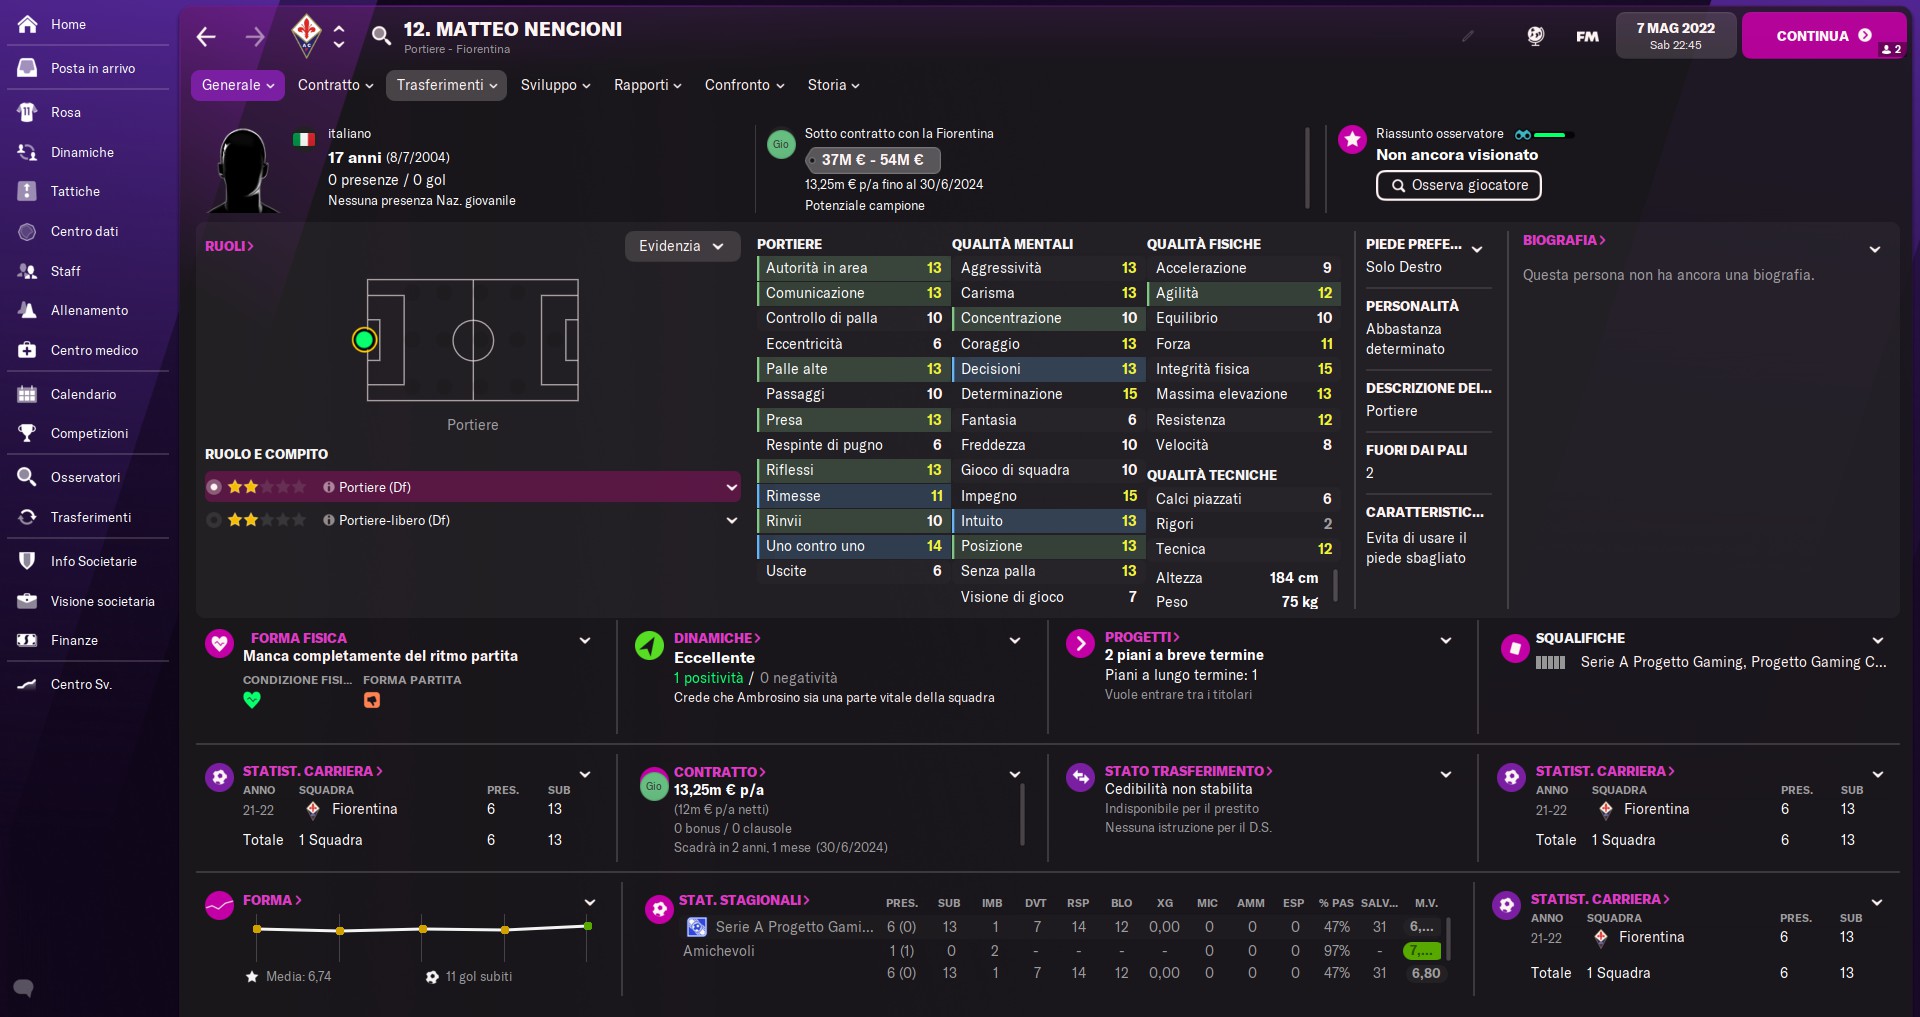 Home
Posta in arrivo
Rosa
Dinamiche
Tattiche
Centro dati
Staff
Allenamento
Centro medico
Calendario
Competizioni
Osservatori
Trasferimenti
Info Societarie
Visione societaria
Finanze
Centro Sv.
12. MATTEO NENCIONI
Portiere - Fiorentina
FM
7 MAG 2022
Sab 22:45
CONTINUA
2
Generale
Contratto
Trasferimenti
Sviluppo
Rapporti
Confronto
Storia
italiano
17 anni (8/7/2004)
0 presenze / 0 gol
Nessuna presenza Naz. giovanile
Gio
Sotto contratto con la Fiorentina
37M € - 54M €
13,25m € p/a fino al 30/6/2024
Potenziale campione
Riassunto osservatore
Non ancora visionato
Osserva giocatore
RUOLI
Evidenzia
Portiere
RUOLO E COMPITO
Portiere (Df)
Portiere-libero (Df)
PORTIERE
Autorità in area 13
Comunicazione 13
Controllo di palla 10
Eccentricità 6
Palle alte 13
Passaggi 10
Presa 13
Respinte di pugno 6
Riflessi 13
Rimesse 11
Rinvii 10
Uno contro uno 14
Uscite 6
QUALITÀ MENTALI
Aggressività 13
Carisma 13
Concentrazione 10
Coraggio 13
Decisioni 13
Determinazione 15
Fantasia 6
Freddezza 10
Gioco di squadra 10
Impegno 15
Intuito 13
Posizione 13
Senza palla 13
Visione di gioco 7
QUALITÀ FISICHE
Accelerazione 9
Agilità 12
Equilibrio 10
Forza 11
Integrità fisica 15
Massima elevazione 13
Resistenza 12
Velocità 8
QUALITÀ TECNICHE
Calci piazzati 6
Rigori 2
Tecnica 12
Altezza 184 cm
Peso 75 kg
PIEDE PREFE...
Solo Destro
PERSONALITÀ
Abbastanza
determinato
DESCRIZIONE DEI...
Portiere
FUORI DAI PALI
2
CARATTERISTIC...
Evita di usare il
piede sbagliato
BIOGRAFIA
Questa persona non ha ancora una biografia.
FORMA FISICA
Manca completamente del ritmo partita
CONDIZIONE FISI... FORMA PARTITA
DINAMICHE
Eccellente
1 positività / 0 negatività
Crede che Ambrosino sia una parte vitale della squadra
PROGETTI
2 piani a breve termine
Piani a lungo termine: 1
Vuole entrare tra i titolari
SQUALIFICHE
Serie A Progetto Gaming, Progetto Gaming C...
STATIST. CARRIERA
ANNO SQUADRA PRES. SUB
21-22 Fiorentina 6 13
Totale 1 Squadra 6 13
Gio
CONTRATTO
13,25m € p/a
(12m € p/a netti)
0 bonus / 0 clausole
Scadrà in 2 anni, 1 mese (30/6/2024)
STATO TRASFERIMENTO
Cedibilità non stabilita
Indisponibile per il prestito
Nessuna istruzione per il D.S.
STATIST. CARRIERA
ANNO SQUADRA PRES. SUB
21-22 Fiorentina 6 13
Totale 1 Squadra 6 13
FORMA
Media: 6,74
11 gol subiti
STAT. STAGIONALI PRES. SUB IMB DVT RSP BLO XG MIC AMM ESP % PAS SALV... M.V.
Serie A Progetto Gami... 6 (0) 13 1 7 14 12 0,00 0 0 0 47% 31 6,...
Amichevoli 1 (1) 0 2 - - - - 0 0 0 97% - 7,...
6 (0) 13 1 7 14 12 0,00 0 0 0 47% 31 6,80
STATIST. CARRIERA
ANNO SQUADRA PRES. SUB
21-22 Fiorentina 6 13
Totale 1 Squadra 6 13